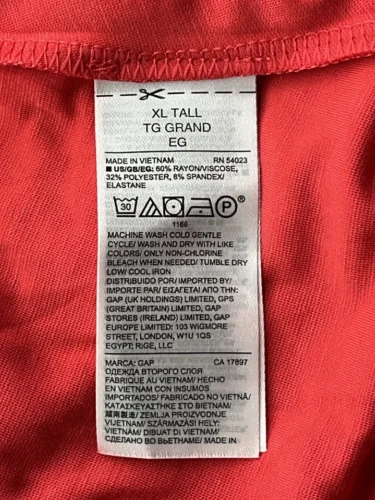 XL TALL
TG GRAND
EG
MADE IN VIETNAM RN 54023
■ US/GB/EG: 60% RAYON/VISCOSE,
32% POLYESTER, 8% SPANDEX/
ELASTANE
30 P
1166
MACHINE WASH COLD GENTLE
CYCLE/ WASH AND DRY WITH LIKE
COLORS/ ONLY NON-CHLORINE
BLEACH WHEN NEEDED/ TUMBLE DRY
LOW/ COOL IRON
DISTRIBUIDO POR/ IMPORTED BY/
IMPORTE PAR/ ΕΙΣΑΓΕΤΑΙ ΑΠΟ ΤΗΝ:
GAP (UK HOLDINGS) LIMITED, GPS
(GREAT BRITAIN) LIMITED, GAP
STORES (IRELAND) LIMITED, GAP
EUROPE LIMITED: 103 WIGMORE
STREET, LONDON, W1U 1QS
EGYPT; RIGE, LLC
MARCA: GAP CA 17897
ОДЕЖДА ВТОРОГО СЛОЯ
FABRIQUE AU VIETNAM/ HECHO
EN VIETNAM CON INSUMOS
IMPORTADOS/ FABRICADO NO VIETNÃ/
ΚΑΤΑΣΚΕΥΑΣΤΗΚΕ ΣΤΟ ΒΙΕΤΝΑΜ/
越南製造/ ZEMLJA PROIZVODNJE
VIJETNAM/ SZÁRMAZÁSI HELY:
VIETNAM/ DIBUAT DI VIETNAM/
СДЕЛАНО ВО ВЬЕТНАМЕ/ MADE IN